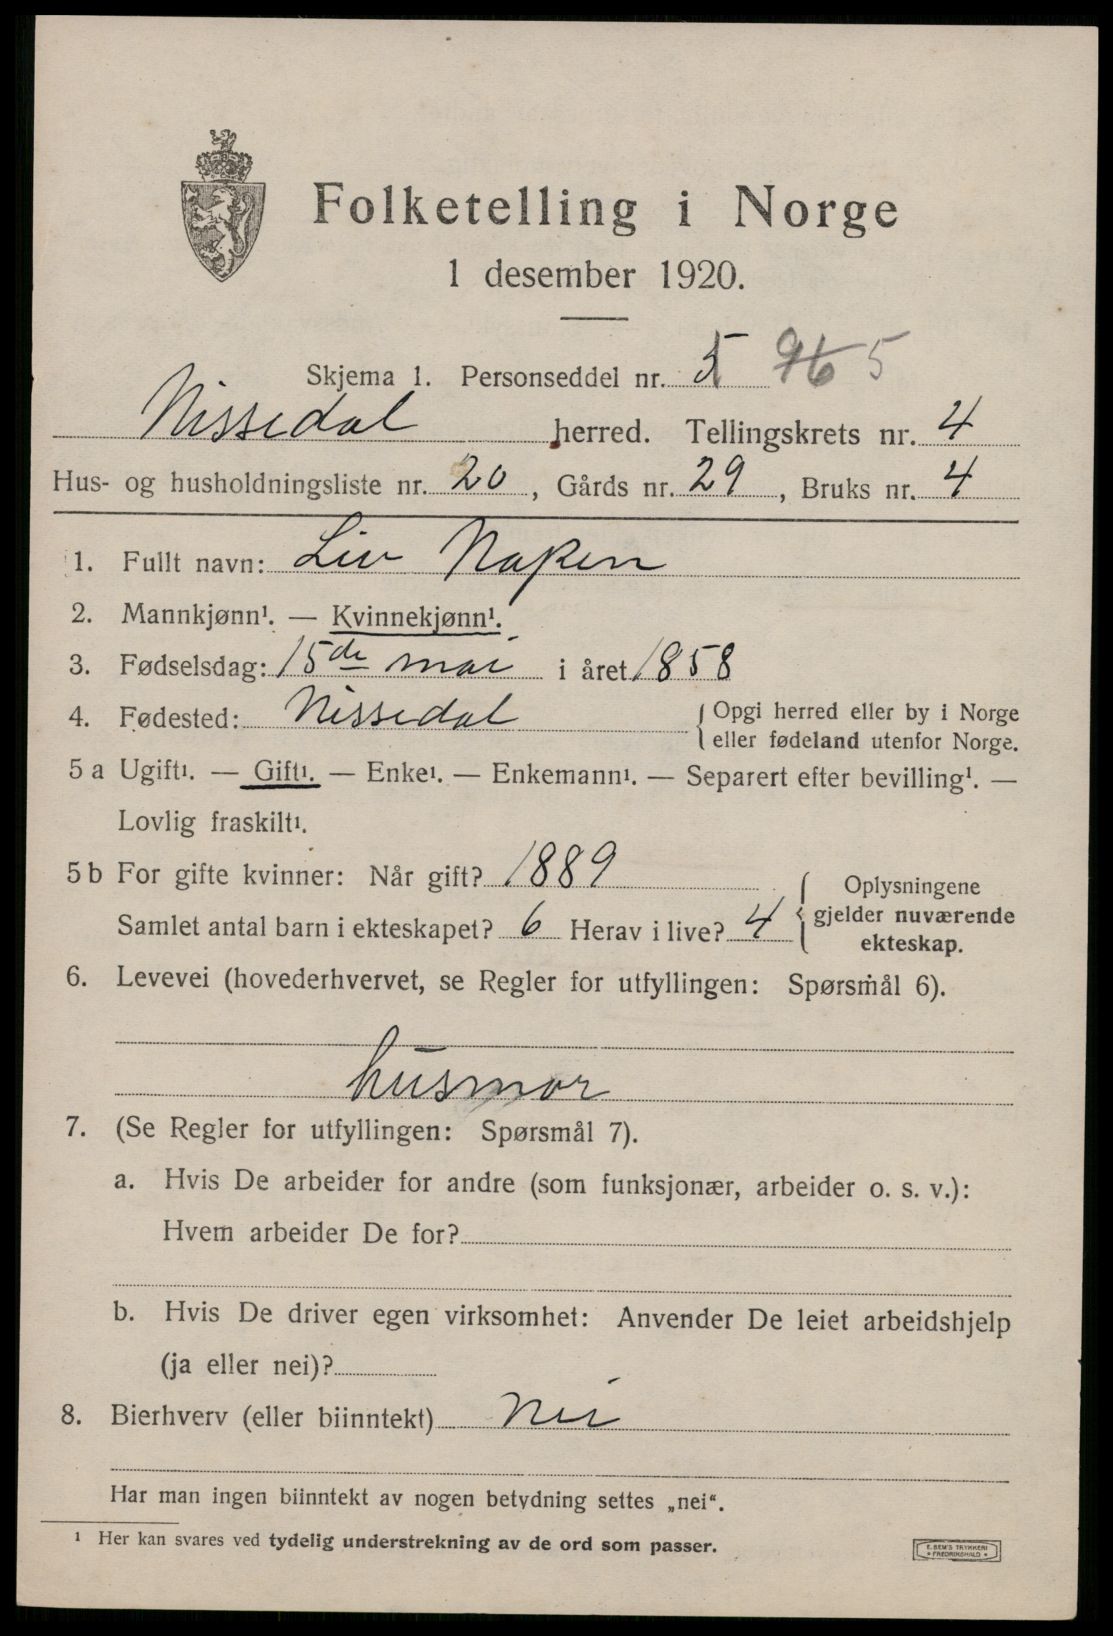 Folketelling i Norge
1 desember 1920.
Skjema 1. Personseddel nr. 5 96 5
Nissedal herred. Tellingskrets nr. 4
Hus- og husholdningsliste nr. 20, Gårds nr. 29, Bruks nr. 4
1. Fullt navn: Liv Napen
2. Mannkjønn¹. — Kvinnekjønn¹.
3. Fødselsdag: 15de mai i året 1858
4. Fødested: Nissedal { Opgi herred eller by i Norge
eller fødeland utenfor Norge.
5 a Ugift¹. — Gift¹. — Enke¹. — Enkemann¹. — Separert efter bevilling¹. —
Lovlig fraskilt¹.
5 b For gifte kvinner: Når gift? 1889
Samlet antal barn i ekteskapet? 6 Herav i live? 4
{ Oplysningene
gjelder nuværende
ekteskap.
6. Levevei (hovederhvervet, se Regler for utfyllingen: Spørsmål 6).
husmor
7. (Se Regler for utfyllingen: Spørsmål 7).
a. Hvis De arbeider for andre (som funksjonær, arbeider o. s. v.):
Hvem arbeider De for?
b. Hvis De driver egen virksomhet: Anvender De leiet arbeidshjelp
(ja eller nei)?
8. Bierhverv (eller biinntekt) Nei
Har man ingen biinntekt av nogen betydning settes „nei“.
¹ Her kan svares ved tydelig understrekning av de ord som passer.
E. SEM'S TRYKKERI
* FREDRIKSHALD *